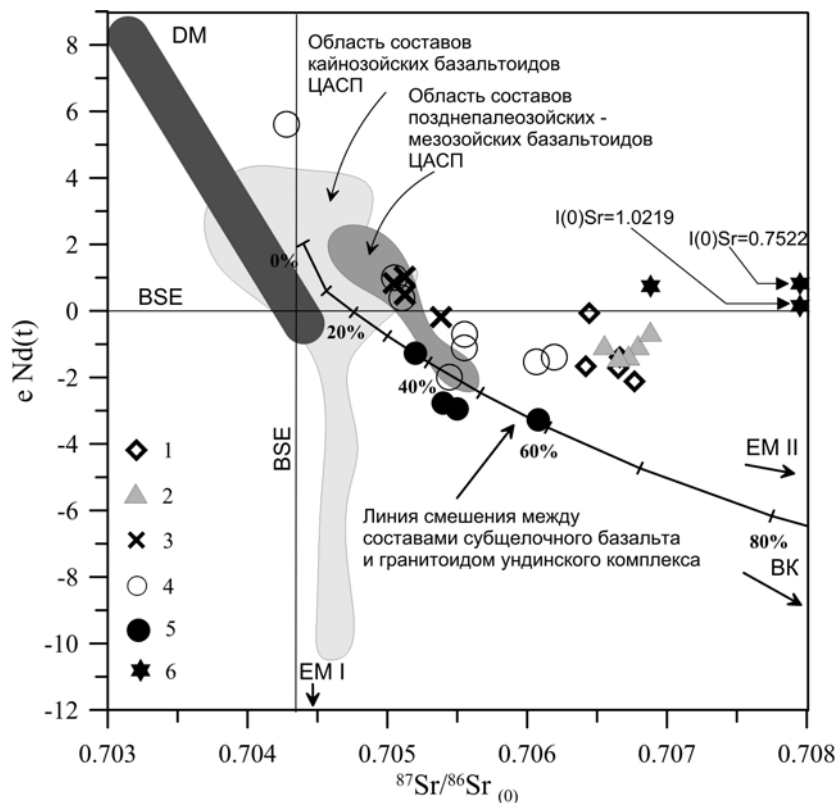 DM
Область составов
кайнозойских базальтоидов
ЦАСП
Область составов
позднепалеозойских -
мезозойских базальтоидов
ЦАСП
I(0)Sr=1.0219
I(0)Sr=0.7522
BSE
BSE
0%
20%
40%
60%
80%
EM II
ВК
EM I
Линия смешения между
составами субщелочного базальта
и гранитоидом ундинского комплекса
1
2
3
4
5
6
e Nd(t)
8
6
4
2
0
-2
-4
-6
-8
-10
-12
0.703
0.704
0.705
0.706
0.707
0.708
87Sr/86Sr (0)